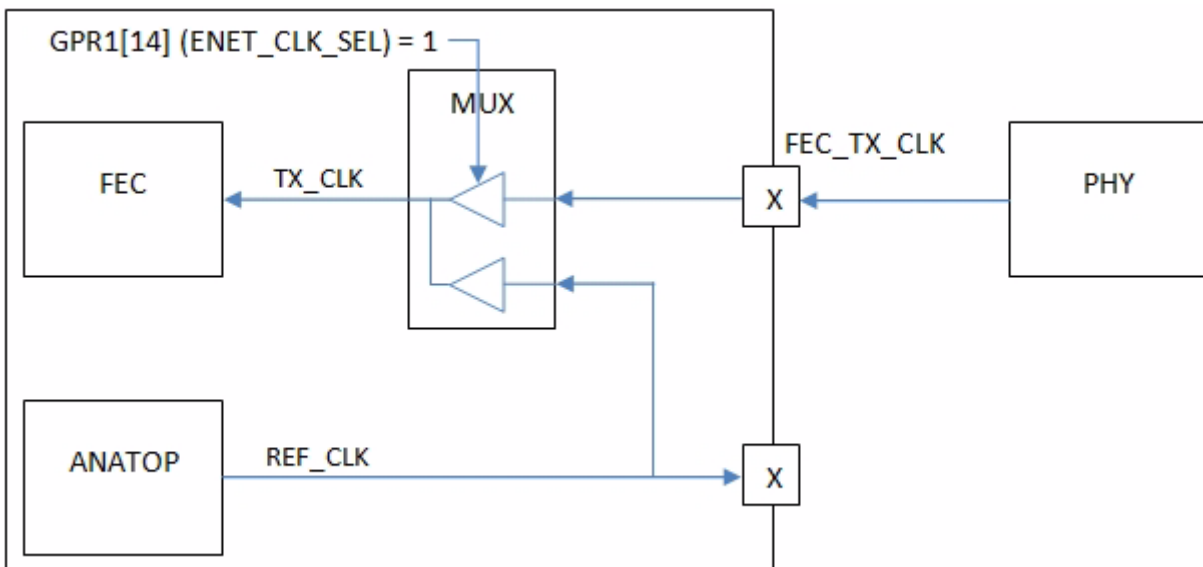 GPR1[14] (ENET_CLK_SEL) = 1
MUX
FEC_TX_CLK
FEC
TX_CLK
X
PHY
ANATOP
REF_CLK
X